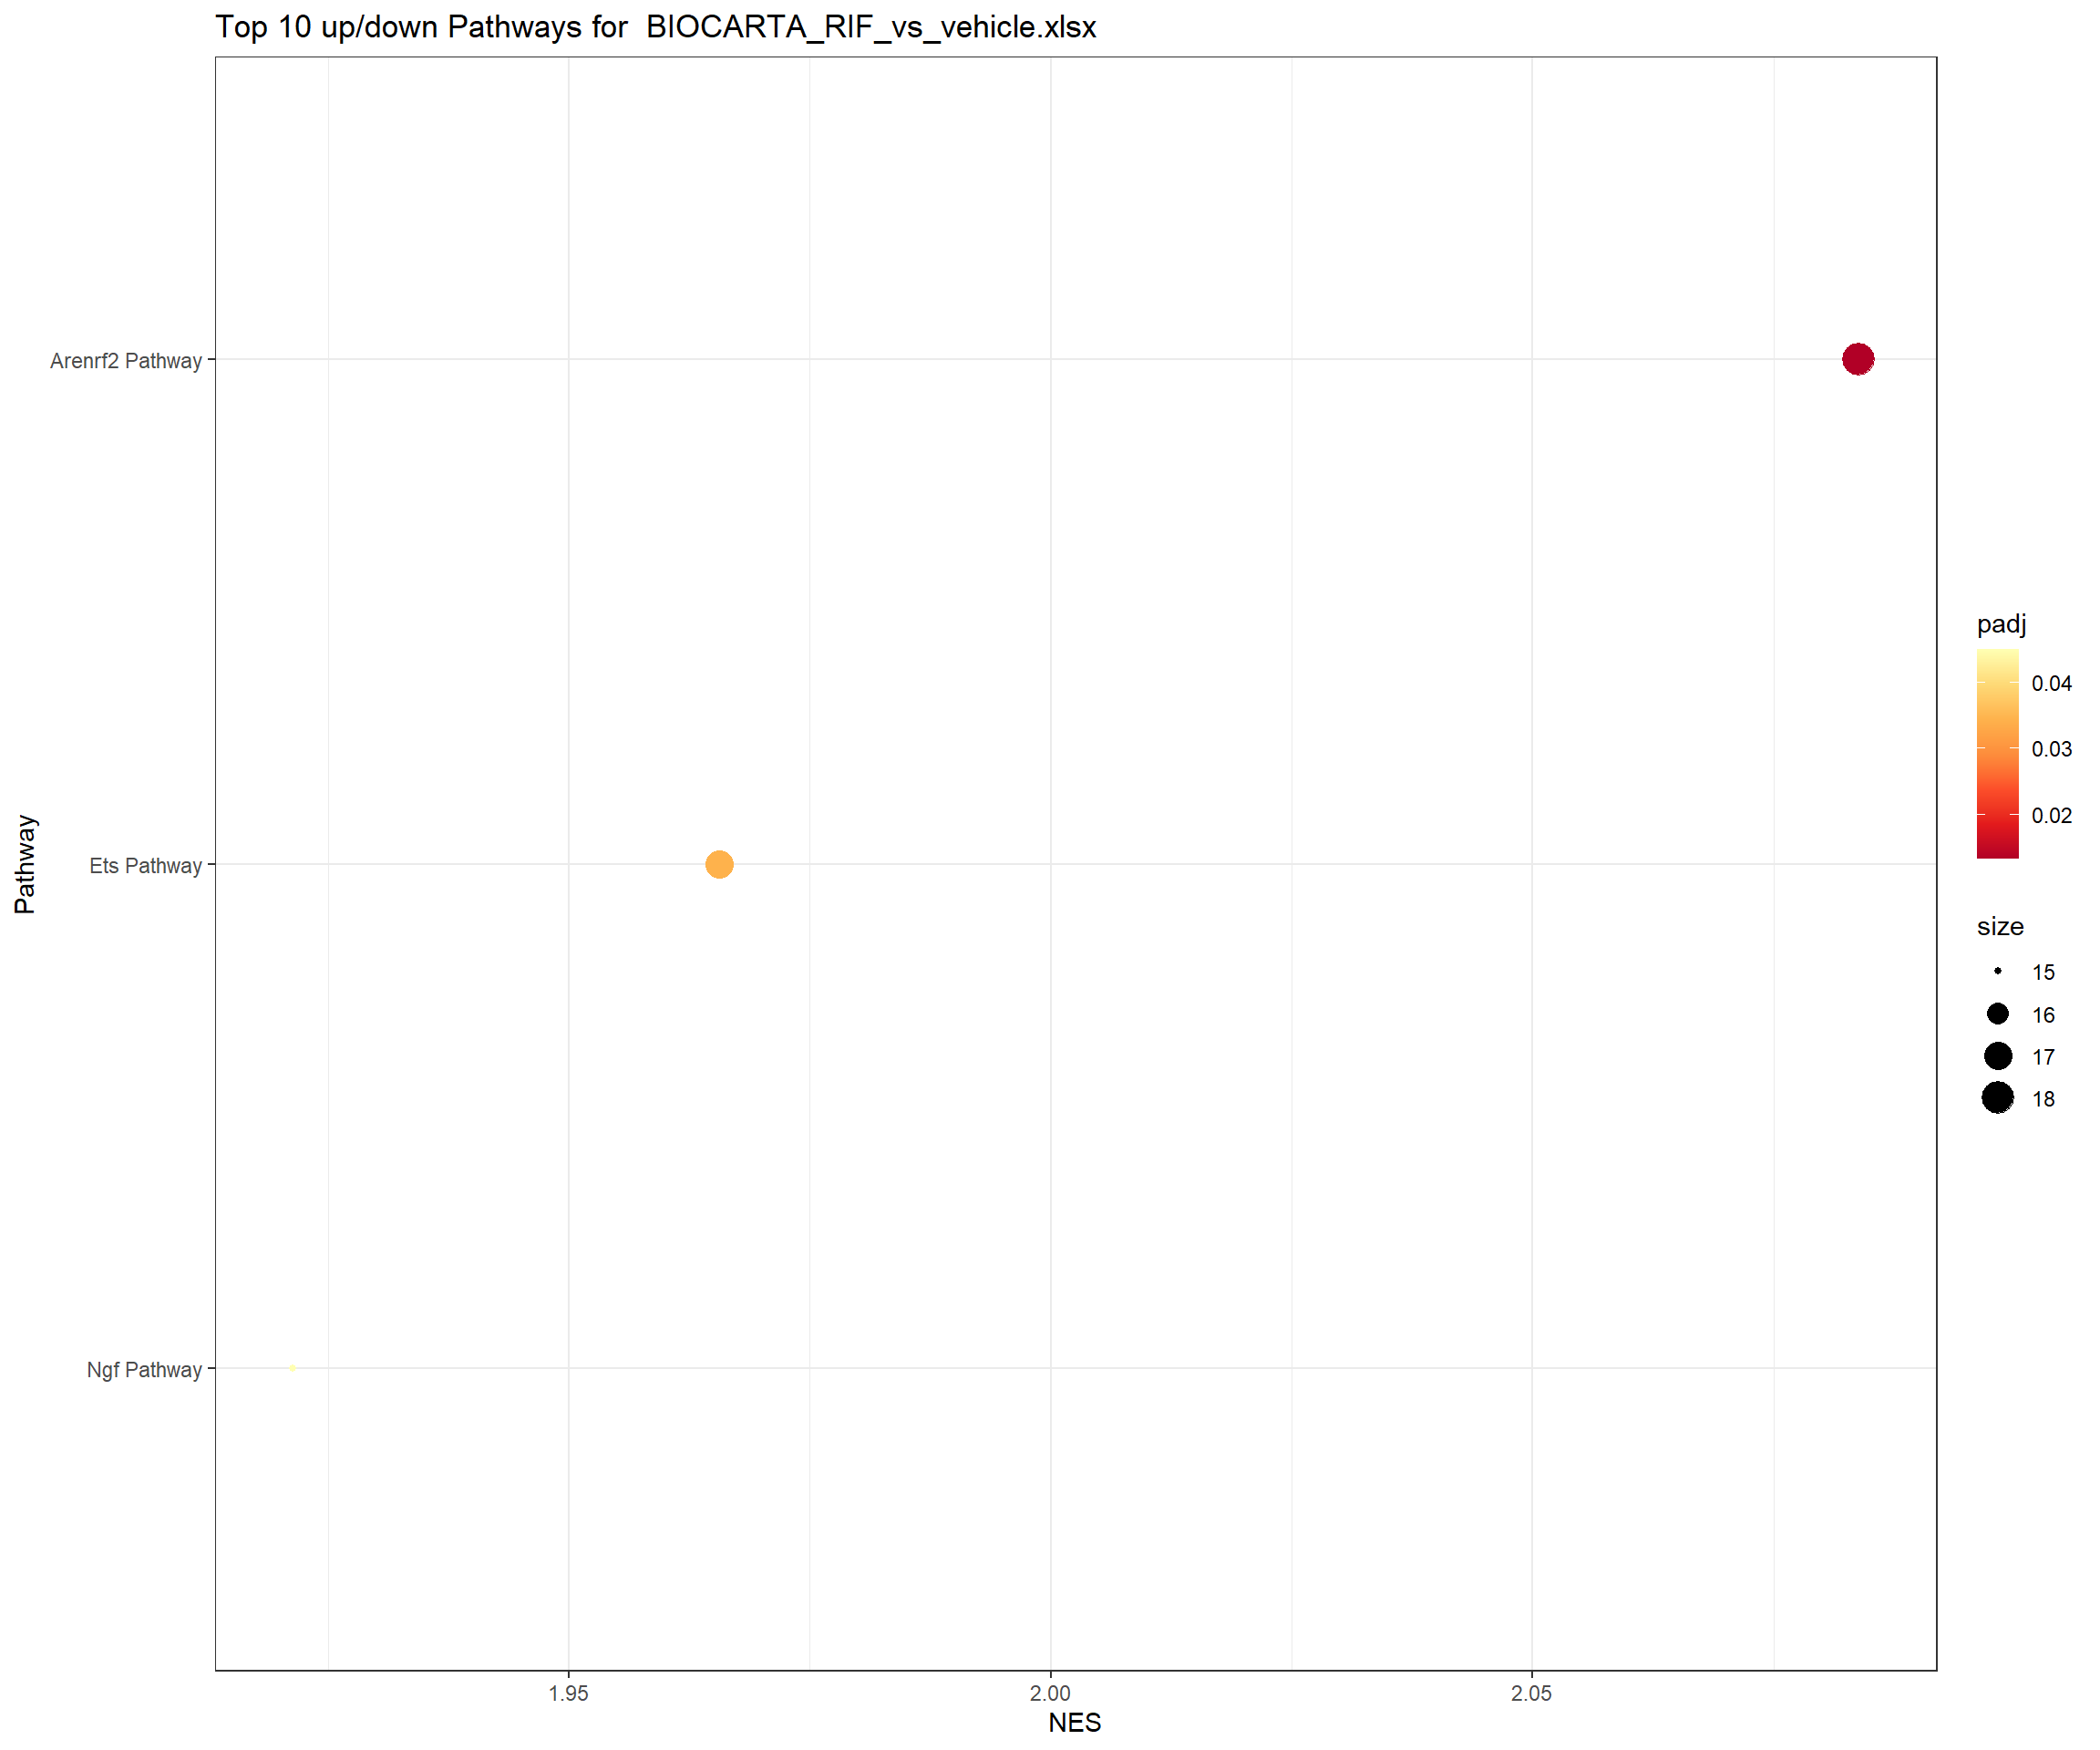 Top 10 up/down Pathways for  BIOCARTA_RIF_vs_vehicle.xlsx
Pathway
Arenrf2 Pathway
Ets Pathway
Ngf Pathway
1.95
2.00
2.05
NES
padj
0.04
0.03
0.02
size
15
16
17
18